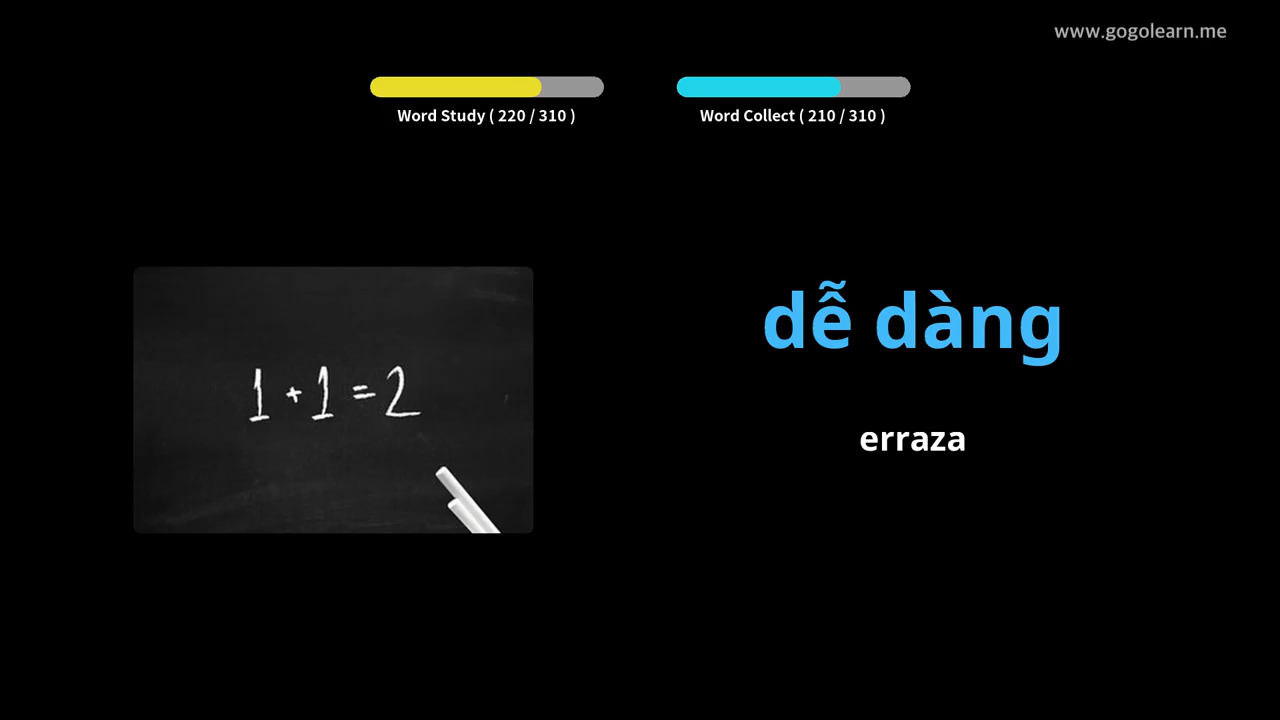 www.gogolearn.me
Word Study ( 220 / 310 )
Word Collect ( 210 / 310 )
1 + 1 = 2
dễ dàng
erraza